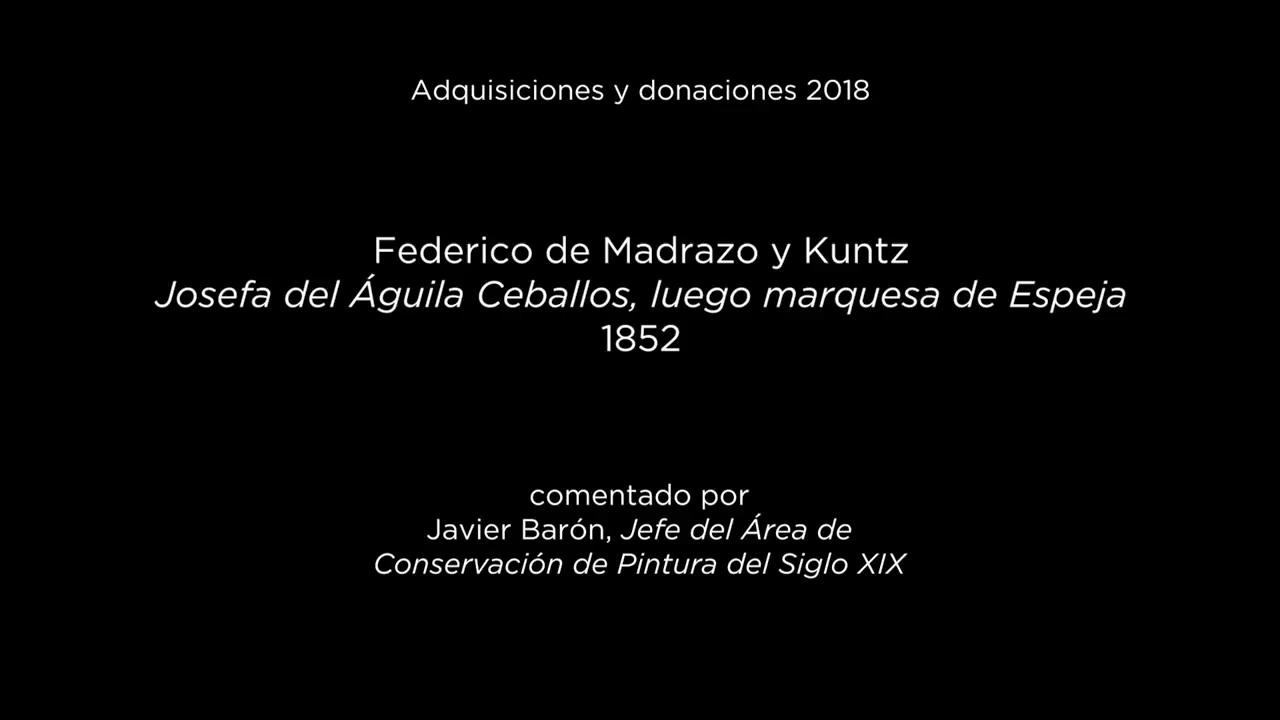 Adquisiciones y donaciones 2018
Federico de Madrazo y Kuntz
Josefa del Águila Ceballos, luego marquesa de Espeja
1852
comentado por
Javier Barón, Jefe del Área de
Conservación de Pintura del Siglo XIX